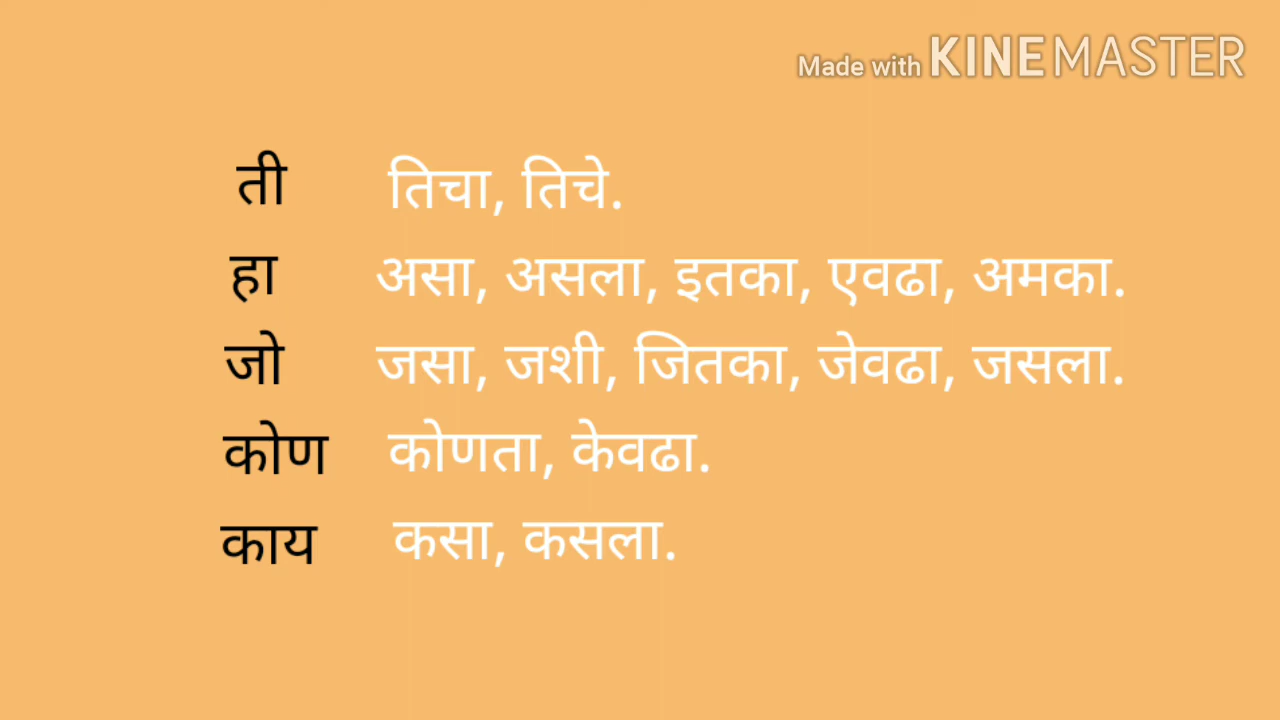 Made with KINEMASTER
ती तिचा, तिचे.
हा असा, असला, इतका, एवढा, अमका.
जो जसा, जशी, जितका, जेवढा, जसला.
कोण कोणता, केवढा.
काय कसा, कसला.